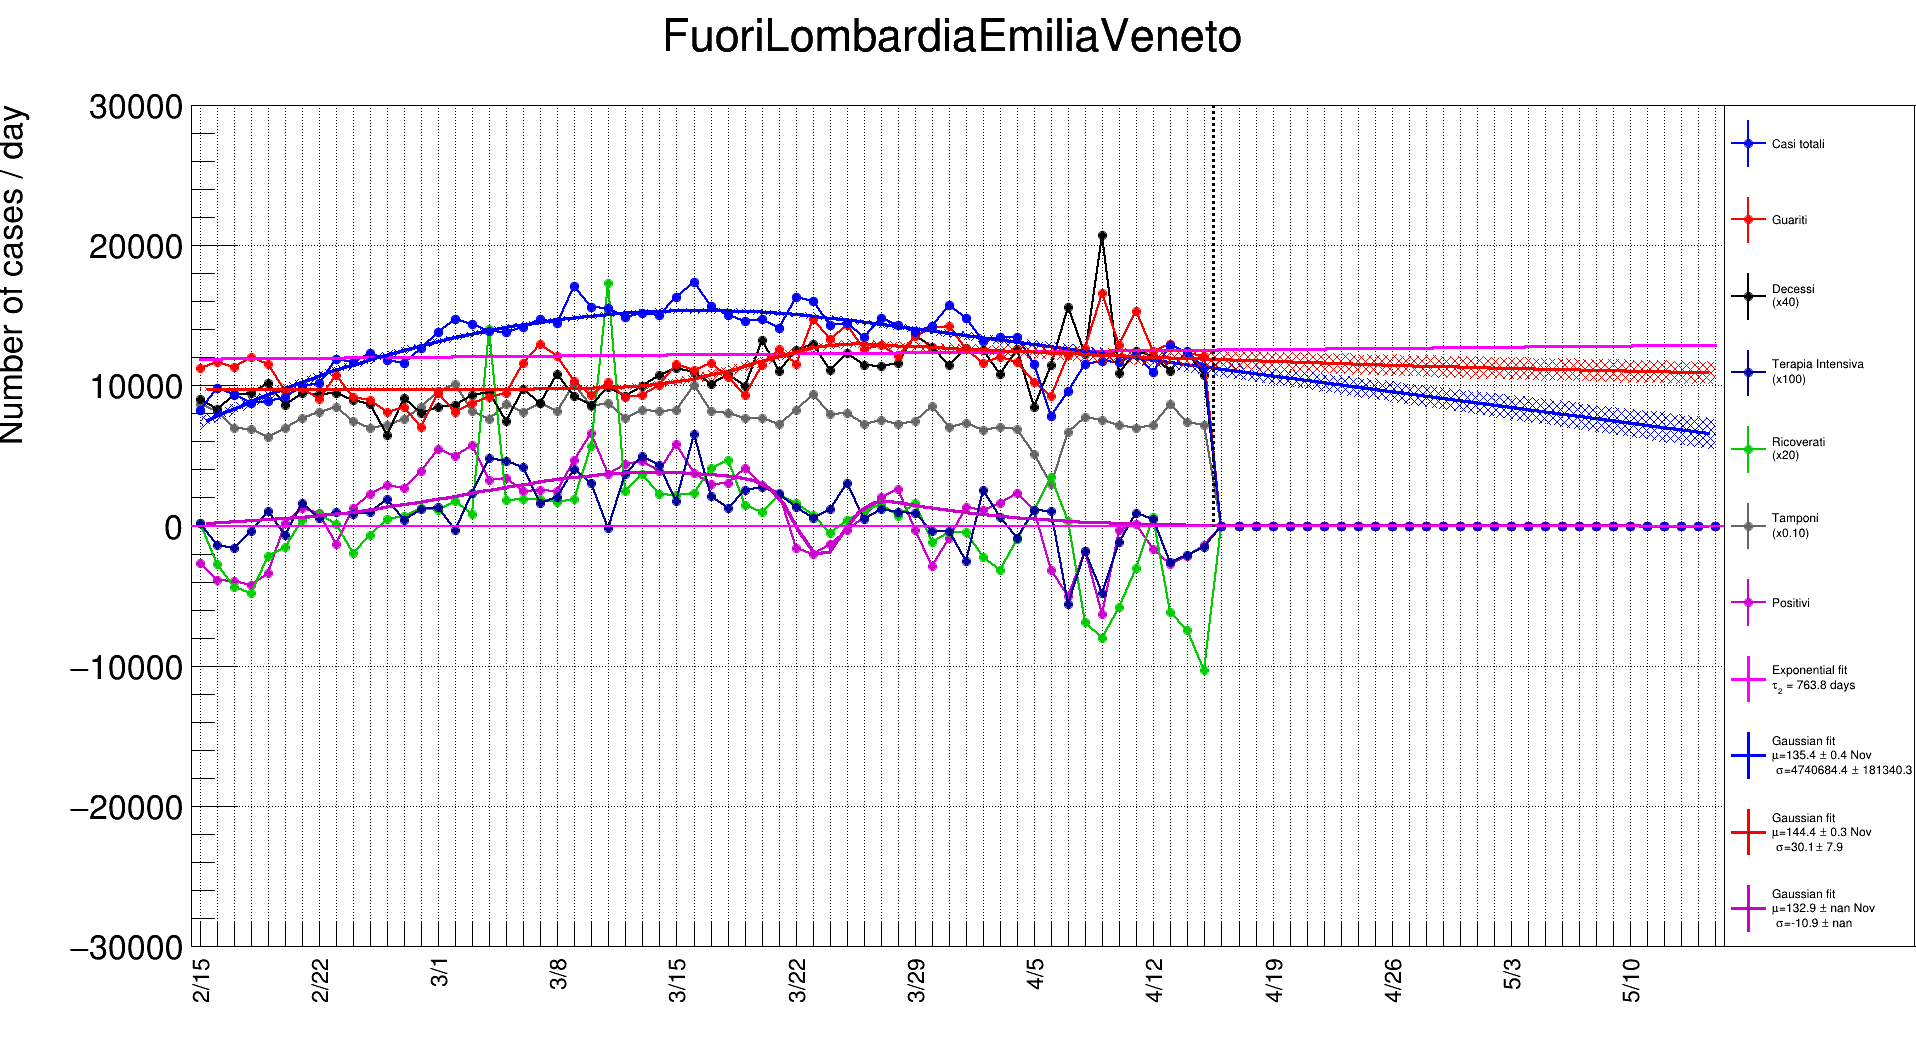 FuoriLombardiaEmiliaVeneto
Number of cases / day
30000
20000
10000
0
−10000
−20000
−30000
2/15
2/22
3/1
3/8
3/15
3/22
3/29
4/5
4/12
4/19
4/26
5/3
5/10
Casi totali
Guariti
Decessi
(x40)
Terapia Intensiva
(x100)
Ricoverati
(x20)
Tamponi
(x0.10)
Positivi
Exponential fit
τ2 = 763.8 days
Gaussian fit
μ=135.4 ± 0.4 Nov
σ=4740684.4 ± 181340.3
Gaussian fit
μ=144.4 ± 0.3 Nov
σ=30.1 ± 7.9
Gaussian fit
μ=132.9 ± nan Nov
σ=-10.9 ± nan